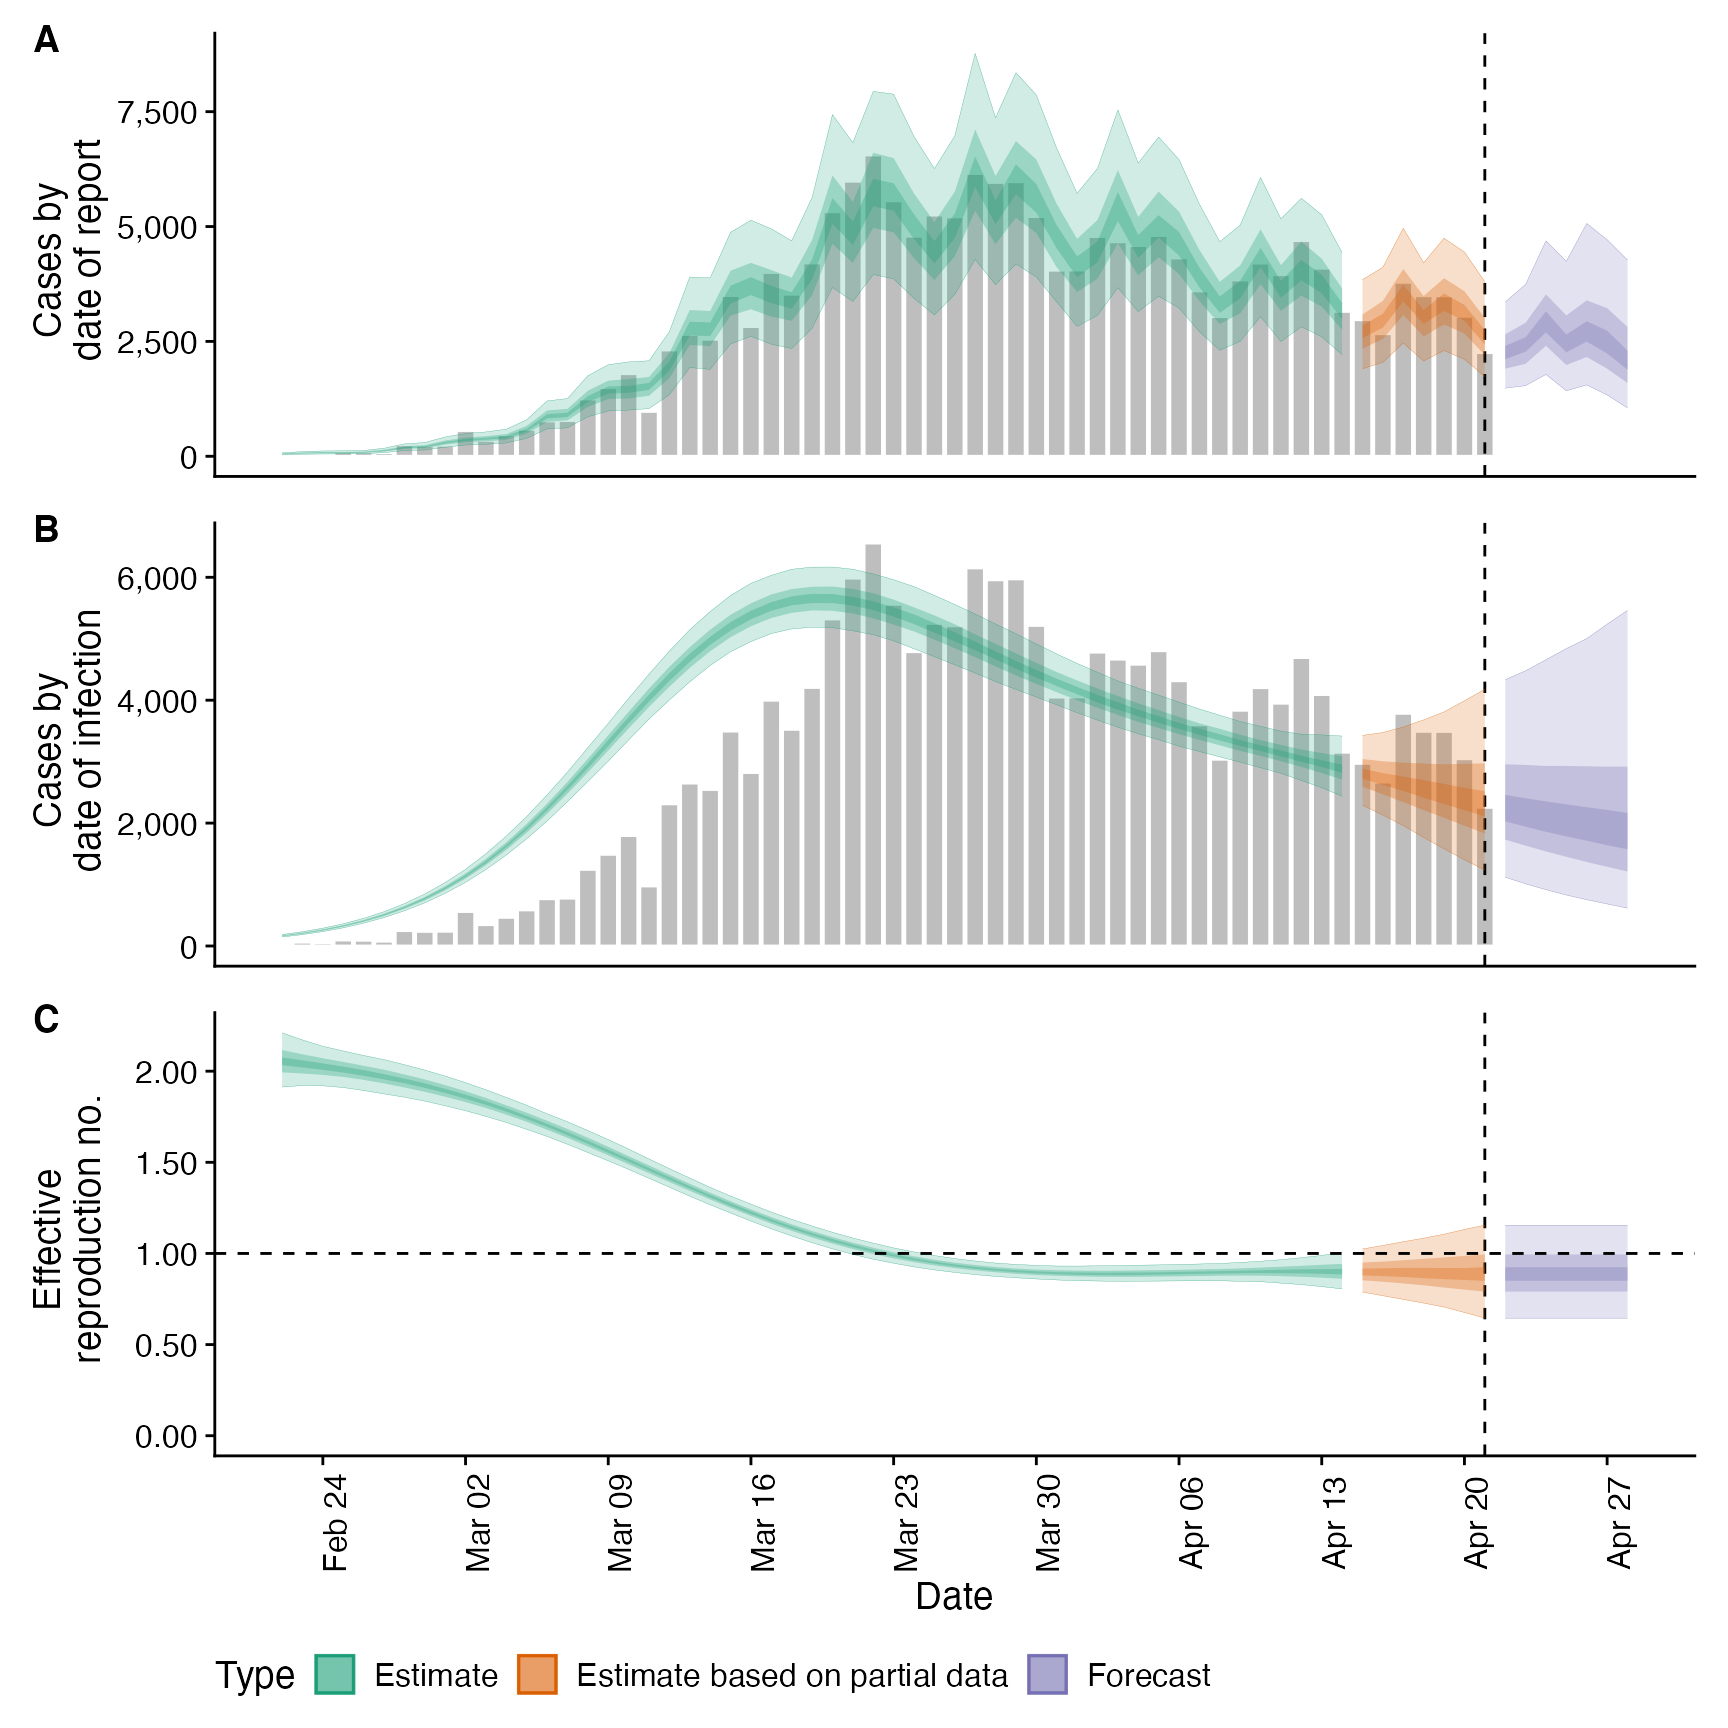 A
Cases by
date of report
7,500
5,000
2,500
0
B
Cases by
date of infection
6,000
4,000
2,000
0
C
Effective
reproduction no.
2.00
1.50
1.00
0.50
0.00
Feb 24
Mar 02
Mar 09
Mar 16
Mar 23
Mar 30
Apr 06
Apr 13
Apr 20
Apr 27
Date
Type Estimate Estimate based on partial data Forecast